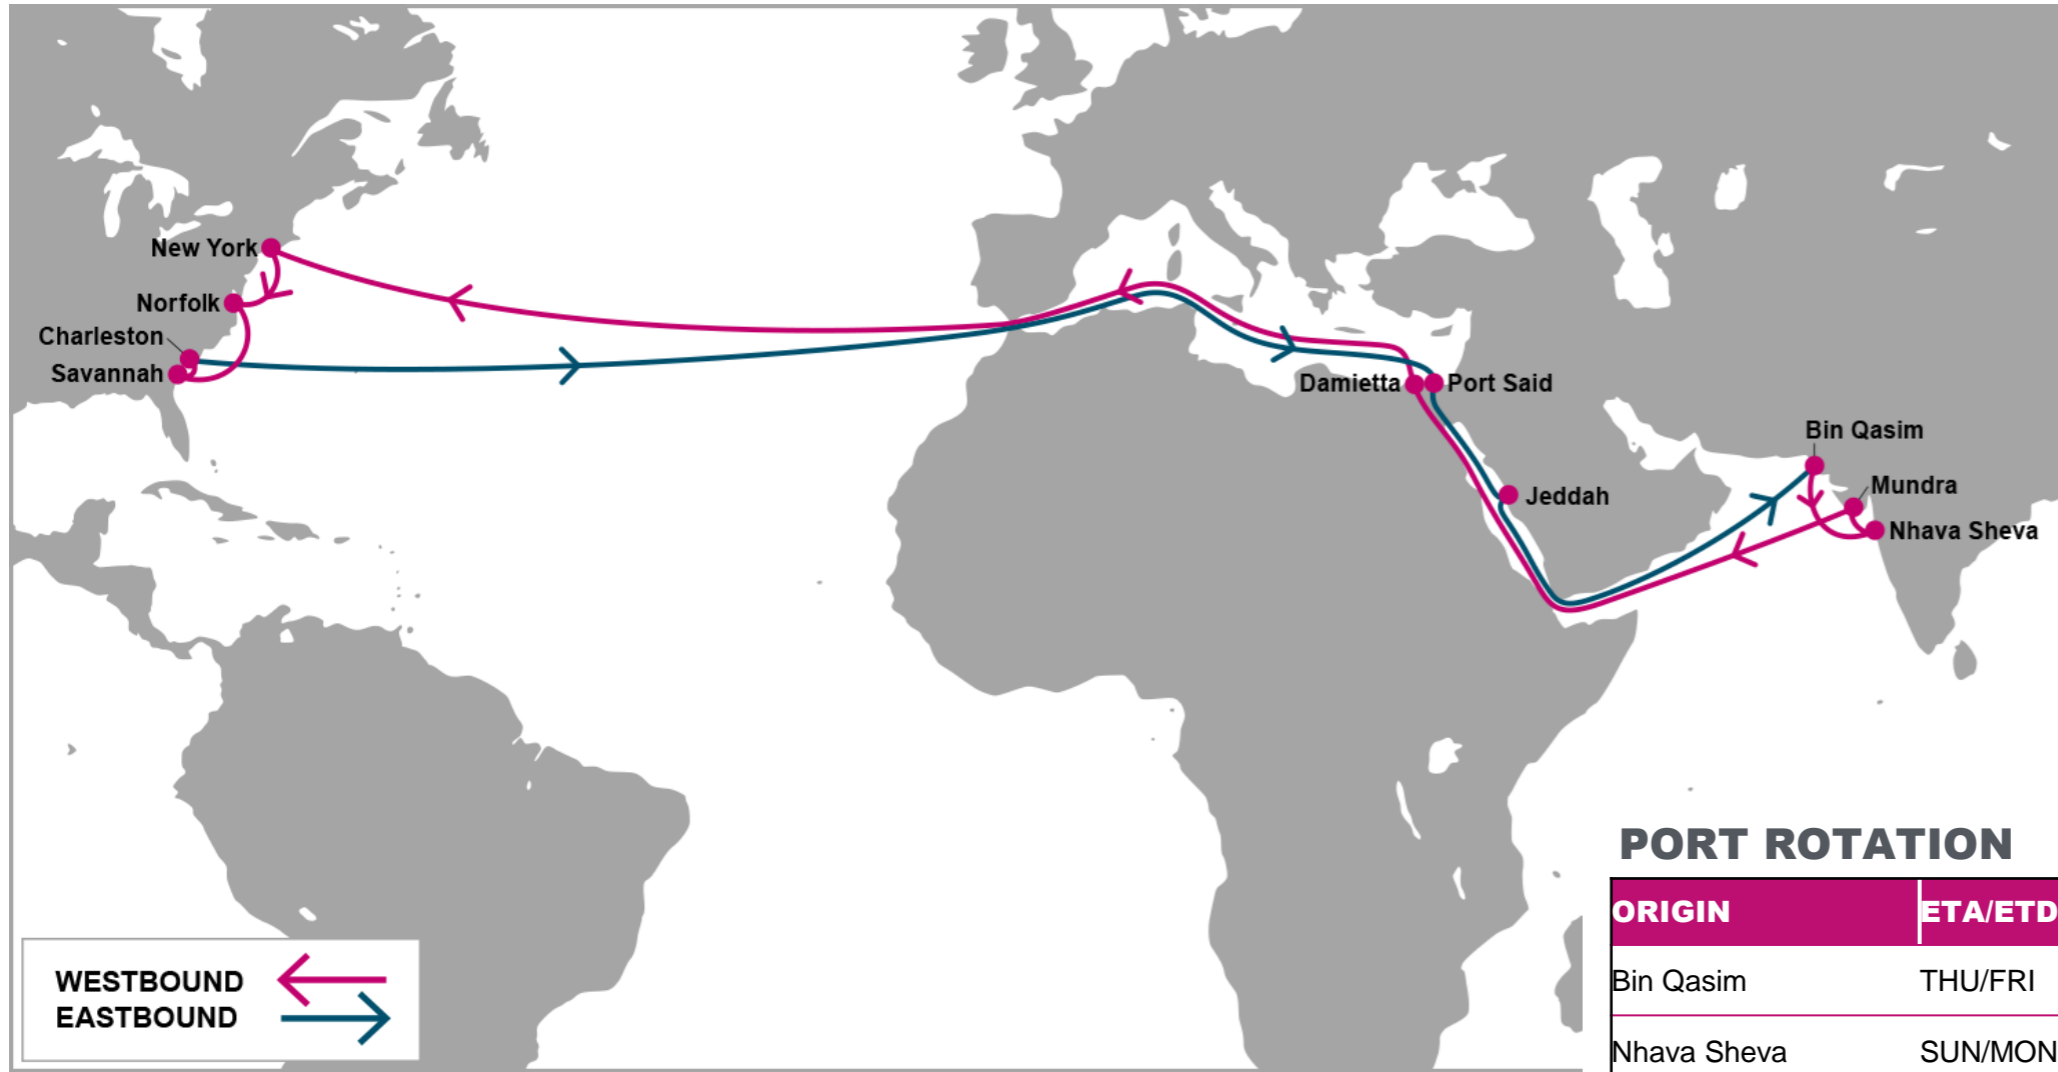 New York
Norfolk
Charleston
Savannah
Damietta
Port Said
Jeddah
Bin Qasim
Mundra
Nhava Sheva
WESTBOUND
EASTBOUND
PORT ROTATION
ORIGIN ETA/ETD
Bin Qasim THU/FRI
Nhava Sheva SUN/MON